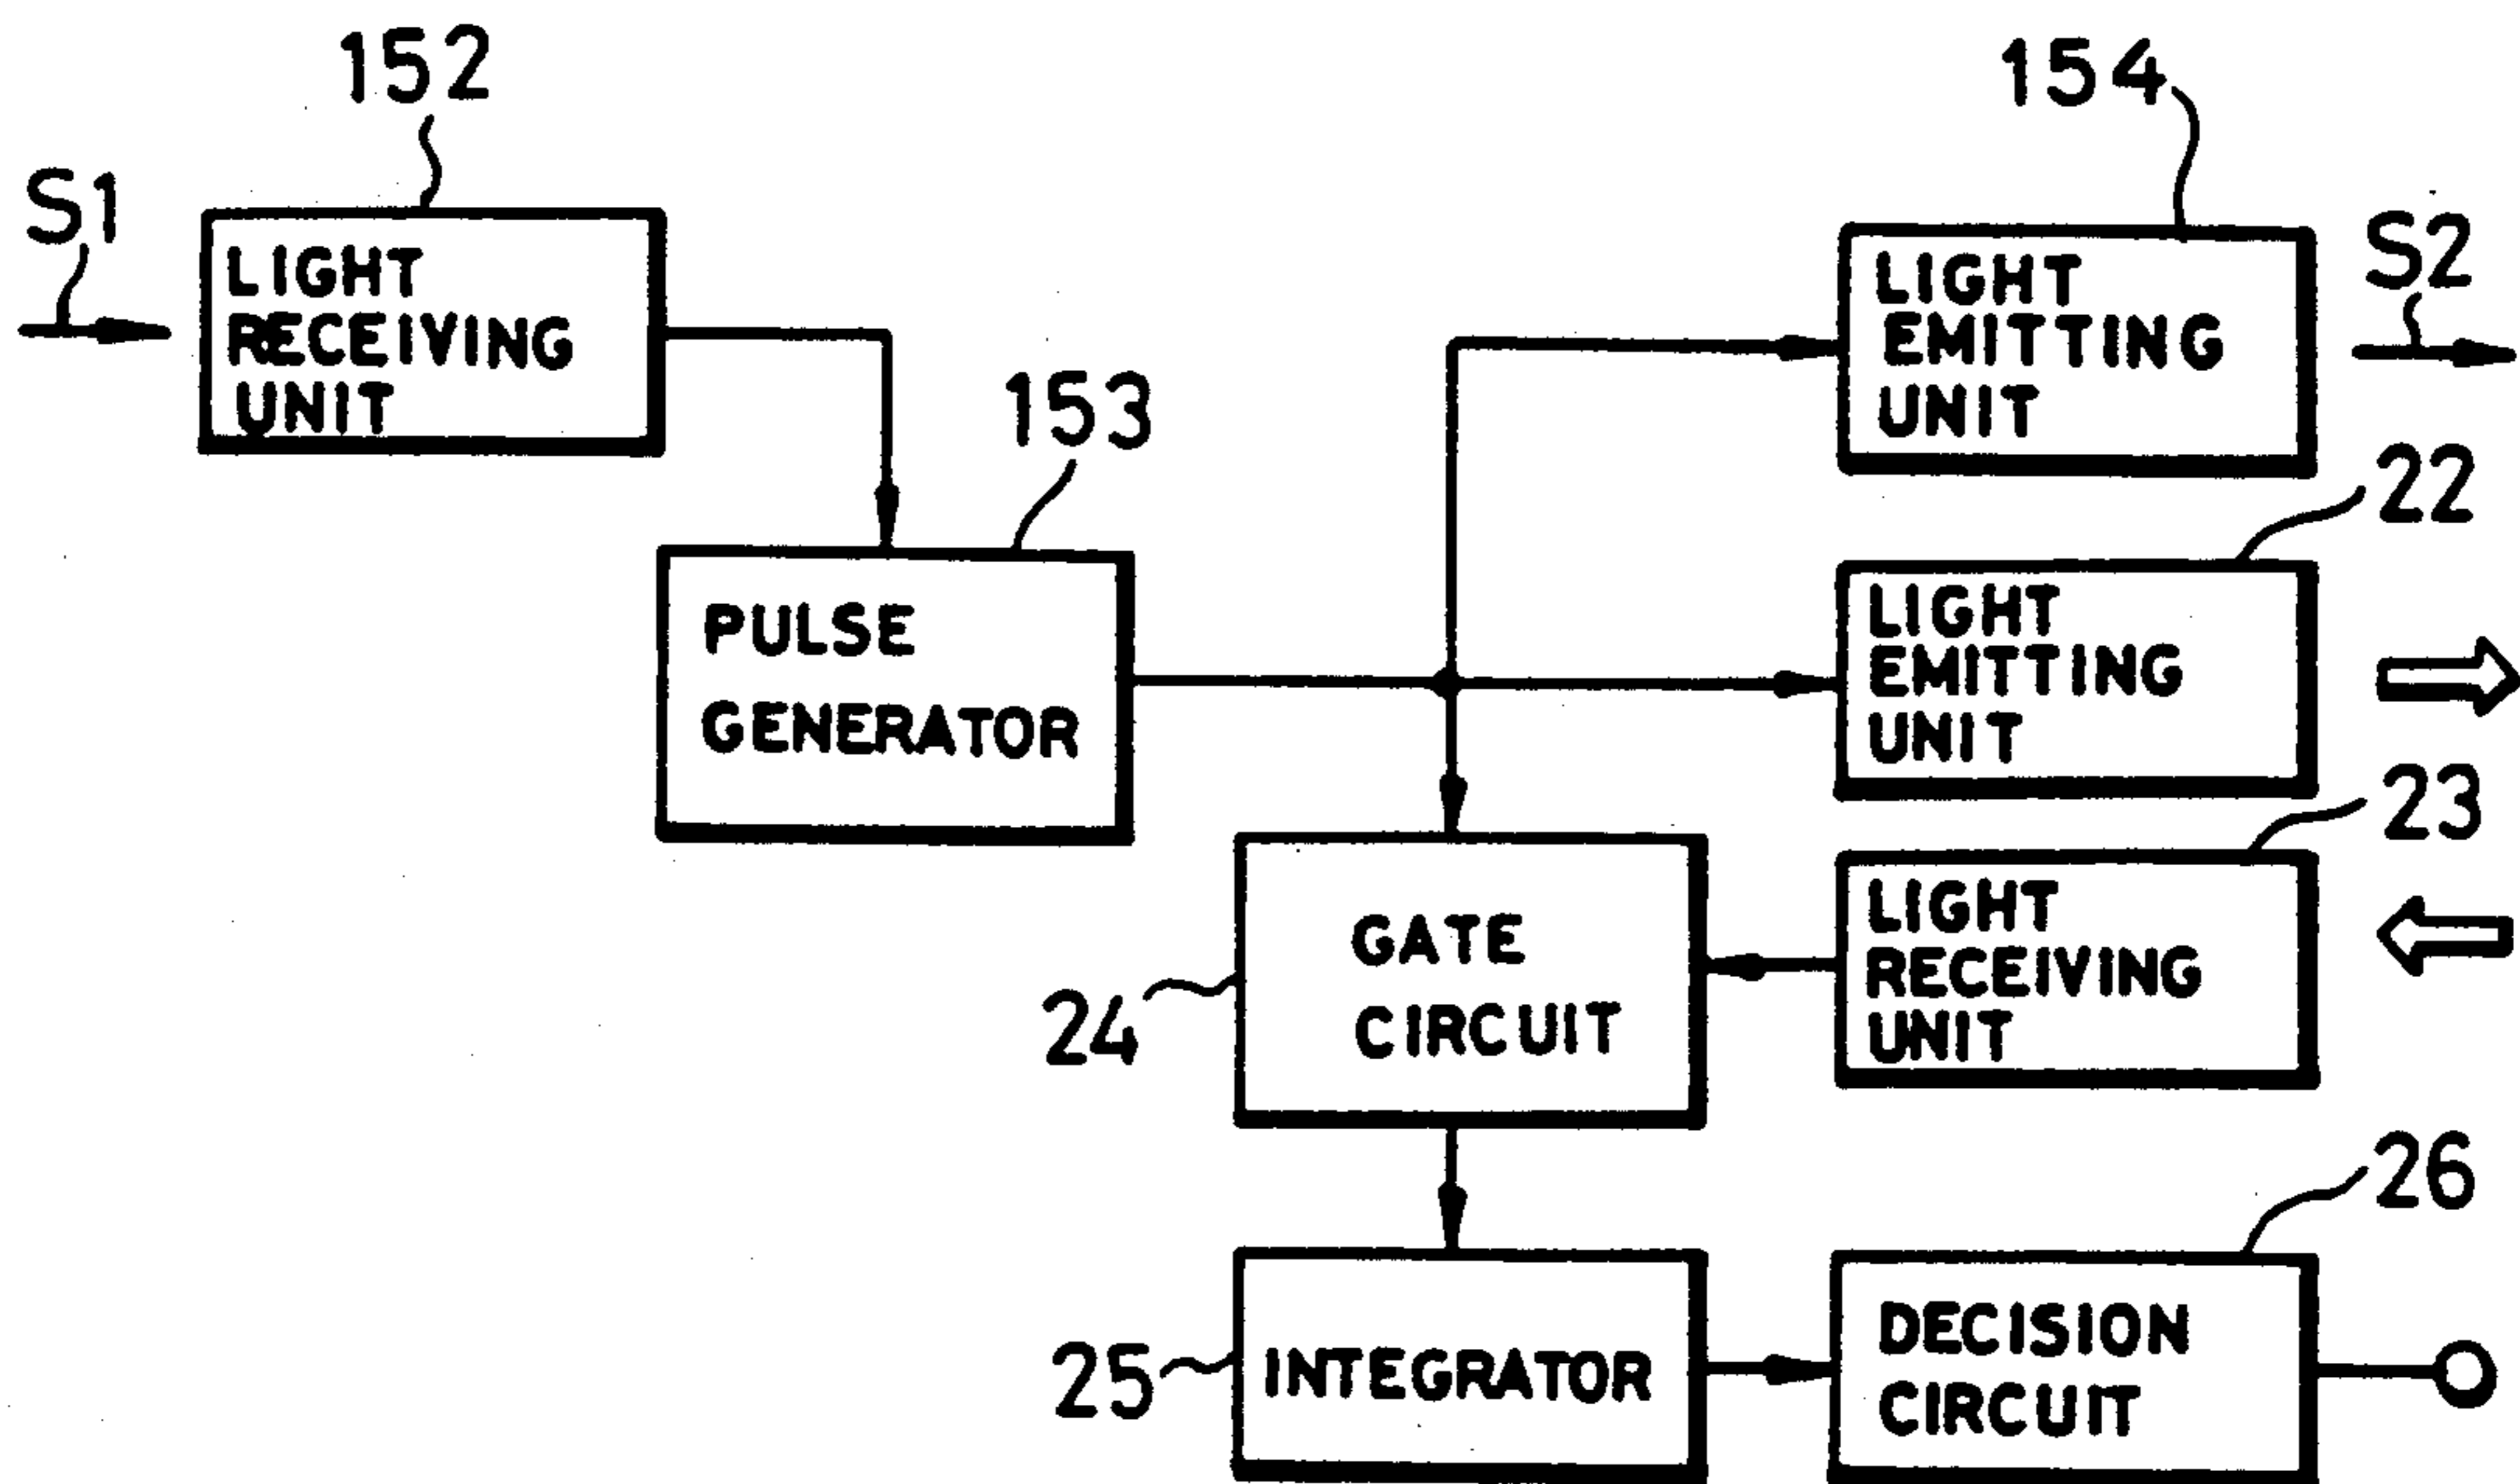 152
154
S1
LIGHT
RECEIVING
UNIT
LIGHT
EMITTING
UNIT
S2
153
22
PULSE
GENERATOR
LIGHT
EMITTING
UNIT
23
GATE
CIRCUIT
24
LIGHT
RECEIVING
UNIT
26
25
INTEGRATOR
DECISION
CIRCUIT